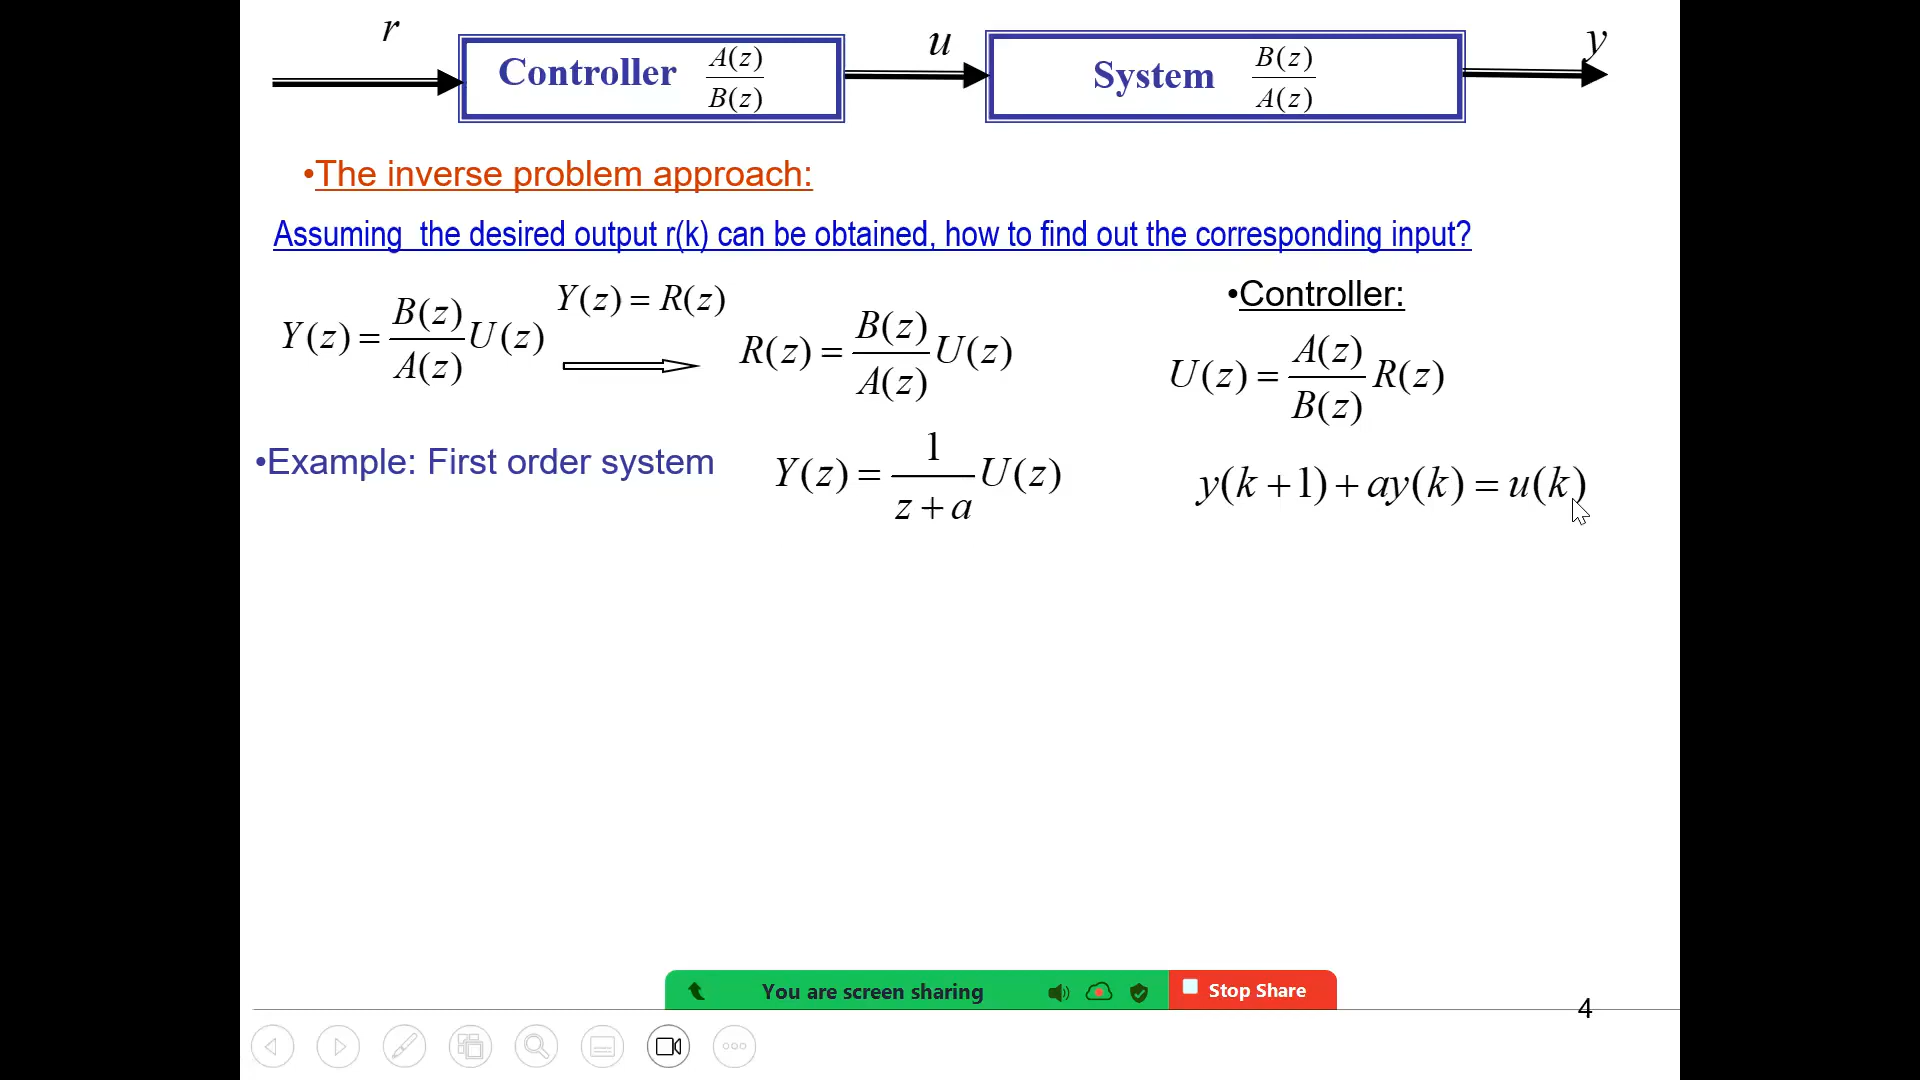 r
u
y
Controller A(z)/B(z)
System B(z)/A(z)
•The inverse problem approach:
Assuming the desired output r(k) can be obtained, how to find out the corresponding input?
•Controller:
Y(z) = B(z)/A(z) U(z)
Y(z) = R(z)
R(z) = B(z)/A(z) U(z)
U(z) = A(z)/B(z) R(z)
•Example: First order system
Y(z) = 1/(z + a) U(z)
y(k + 1) + ay(k) = u(k)
You are screen sharing
Stop Share
4